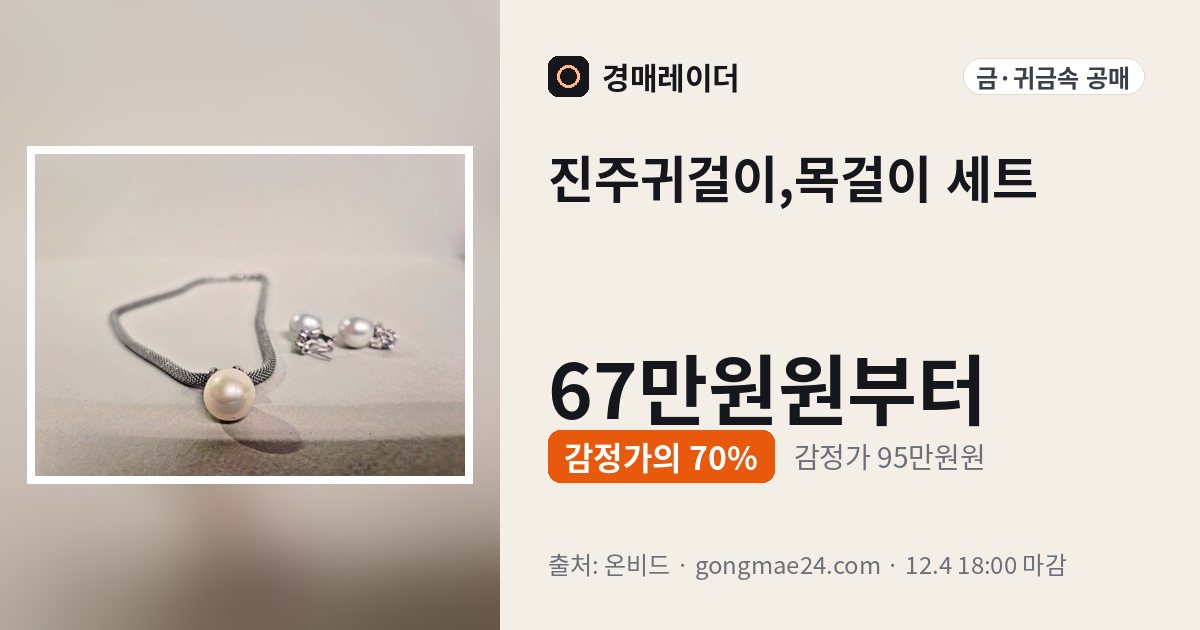 경매레이더
금·귀금속 공매
진주귀걸이,목걸이 세트
67만원원부터
감정가의 70% 감정가 95만원원
출처: 온비드 · gongmae24.com · 12.4 18:00 마감